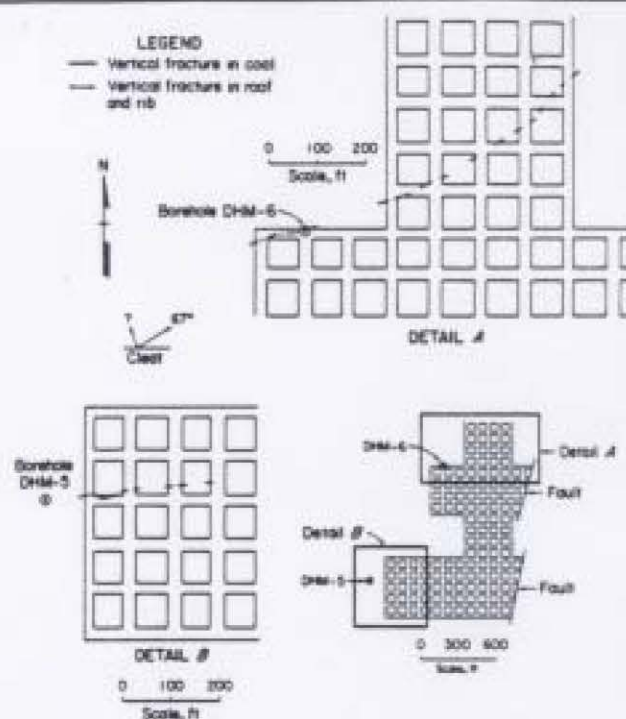 LEGEND
Vertical fracture in coal
Vertical fracture in roof
and rib
N
0 100 200
Scale, ft
Borehole DHM-6
? 67°
Cleat
DETAIL A
Borehole
DHM-5
DETAIL B
0 100 200
Scale, ft
DHM-6
Detail A
Fault
Detail B
DHM-5
Fault
0 300 600
Scale, ft